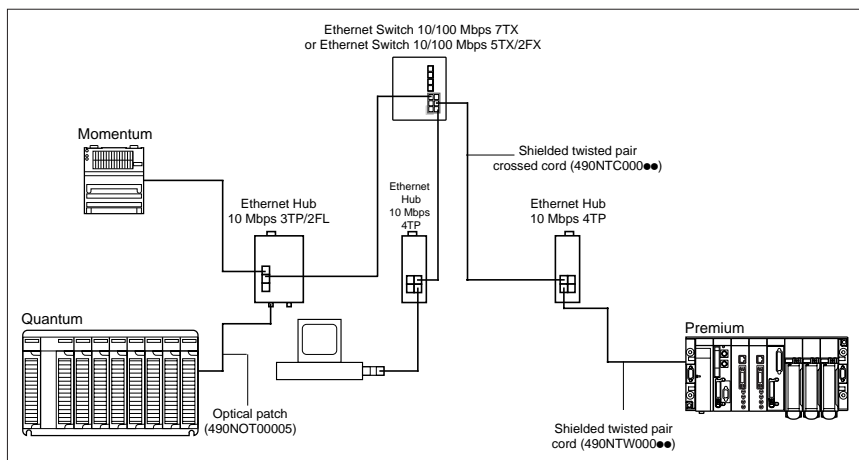 Ethernet Switch 10/100 Mbps 7TX
or Ethernet Switch 10/100 Mbps 5TX/2FX
Momentum
Shielded twisted pair
crossed cord (490NTC000●●)
Ethernet Hub
10 Mbps 3TP/2FL
Ethernet
Hub
10 Mbps
4TP
Ethernet Hub
10 Mbps 4TP
Quantum
Premium
Optical patch
(490NOT00005)
Shielded twisted pair
cord (490NTW000●●)